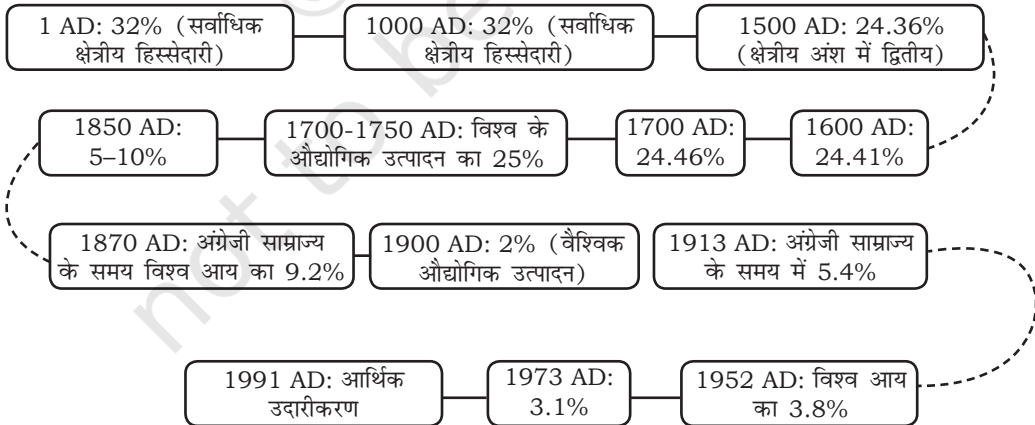 1 AD: 32% (सर्वाधिक
क्षेत्रीय हिस्सेदारी)
1000 AD: 32% (सर्वाधिक
क्षेत्रीय हिस्सेदारी)
1500 AD: 24.36%
(क्षेत्रीय अंश में द्वितीय)
1850 AD:
5–10%
1700-1750 AD: विश्व के
औद्योगिक उत्पादन का 25%
1700 AD:
24.46%
1600 AD:
24.41%
1870 AD: अंग्रेजी साम्राज्य
के समय विश्व आय का 9.2%
1900 AD: 2% (वैश्विक
औद्योगिक उत्पादन)
1913 AD: अंग्रेजी साम्राज्य
के समय में 5.4%
1991 AD: आर्थिक
उदारीकरण
1973 AD:
3.1%
1952 AD: विश्व आय
का 3.8%
not to be